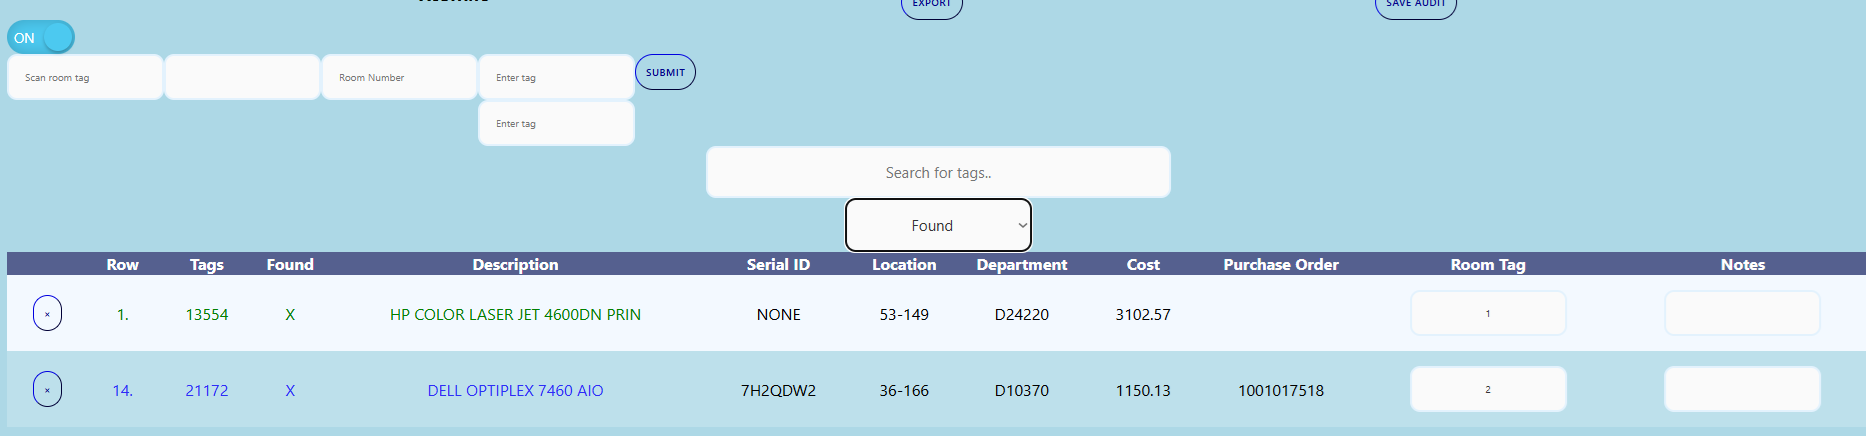 EXPORT SAVE AUDIT
ON
Scan room tag Room Number Enter tag SUBMIT
Enter tag
Search for tags..
Found
Row Tags Found Description Serial ID Location Department Cost Purchase Order Room Tag Notes
× 1. 13554 X HP COLOR LASER JET 4600DN PRIN NONE 53-149 D24220 3102.57 1
× 14. 21172 X DELL OPTIPLEX 7460 AIO 7H2QDW2 36-166 D10370 1150.13 1001017518 2